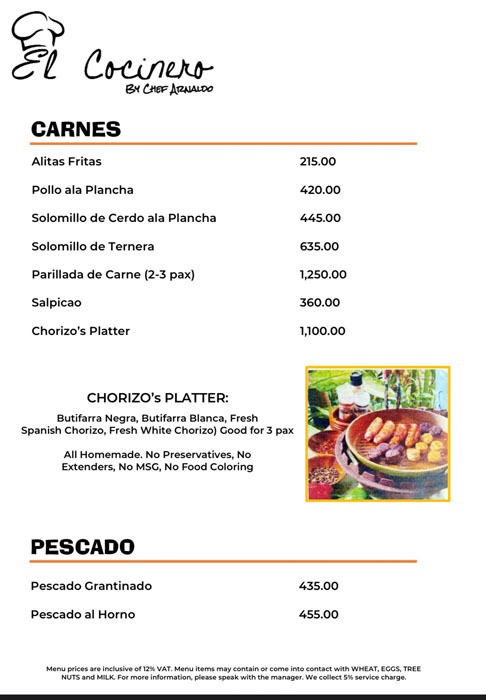 El Cocinero
By Chef Arnaldo
CARNES
Alitas Fritas 215.00
Pollo ala Plancha 420.00
Solomillo de Cerdo ala Plancha 445.00
Solomillo de Ternera 635.00
Parillada de Carne (2-3 pax) 1,250.00
Salpicao 360.00
Chorizo’s Platter 1,100.00
CHORIZO’s PLATTER:
Butifarra Negra, Butifarra Blanca, Fresh
Spanish Chorizo, Fresh White Chorizo) Good for 3 pax
All Homemade. No Preservatives, No
Extenders, No MSG, No Food Coloring
PESCADO
Pescado Grantinado 435.00
Pescado al Horno 455.00
Menu prices are inclusive of 12% VAT. Menu items may contain or come into contact with WHEAT, EGGS, TREE
NUTS and MILK. For more information, please speak with the manager. We collect 5% service charge.